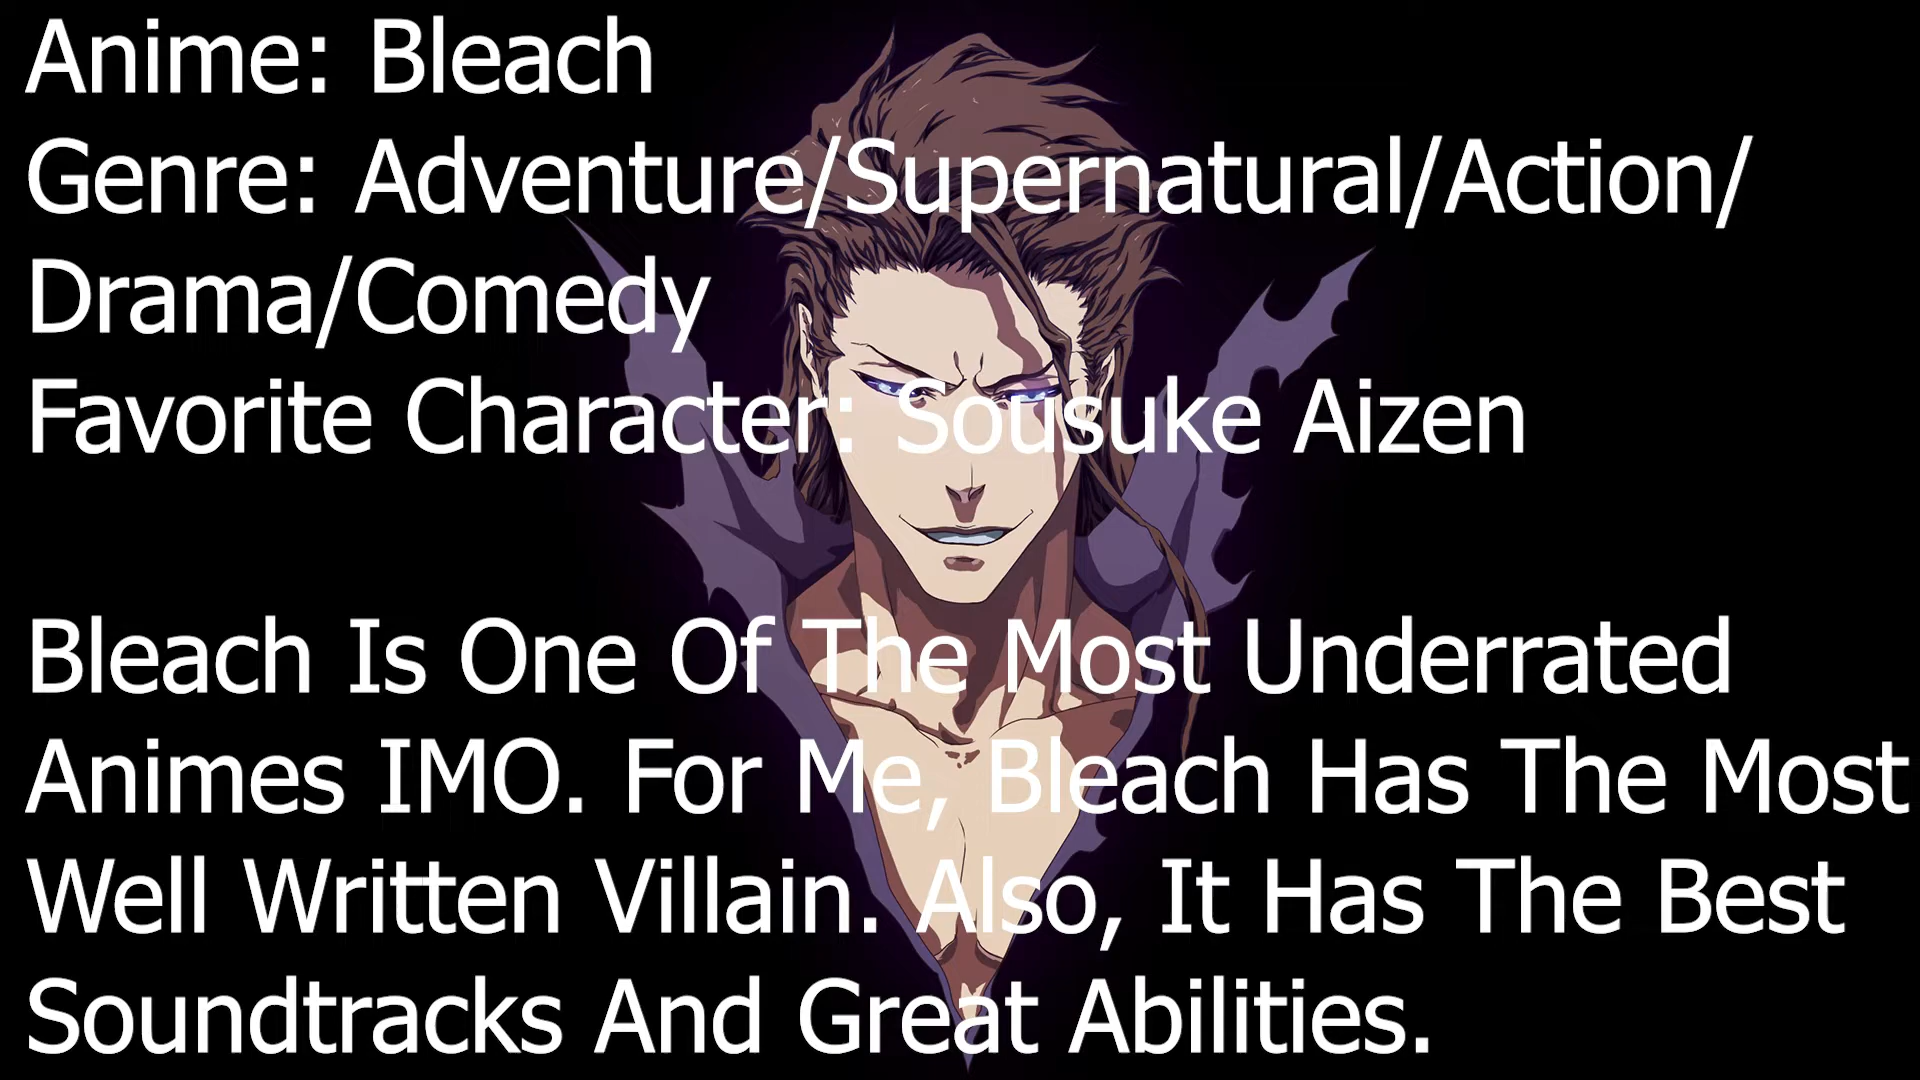 Anime: Bleach
Genre: Adventure/Supernatural/Action/
Drama/Comedy
Favorite Character: Sousuke Aizen
Bleach Is One Of The Most Underrated
Animes IMO. For Me, Bleach Has The Most
Well Written Villain. Also, It Has The Best
Soundtracks And Great Abilities.